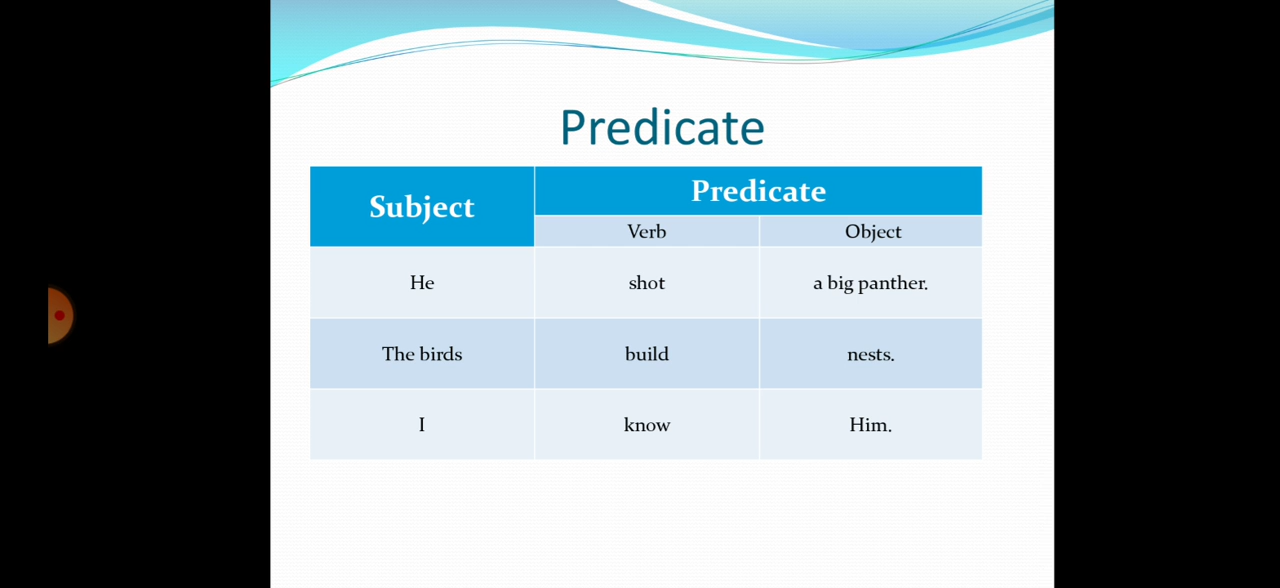 Predicate
Subject
Predicate
Verb Object
He shot a big panther.
The birds build nests.
I know Him.